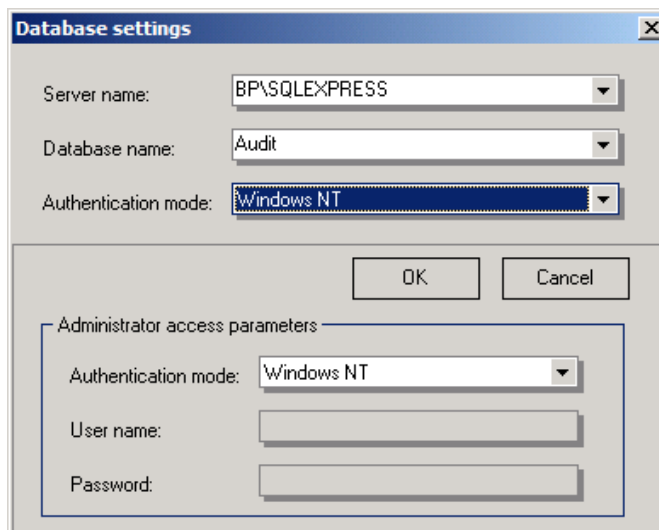 Database settings
Server name: BP\SQLEXPRESS
Database name: Audit
Authentication mode: Windows NT
OK Cancel
Administrator access parameters
Authentication mode: Windows NT
User name:
Password: